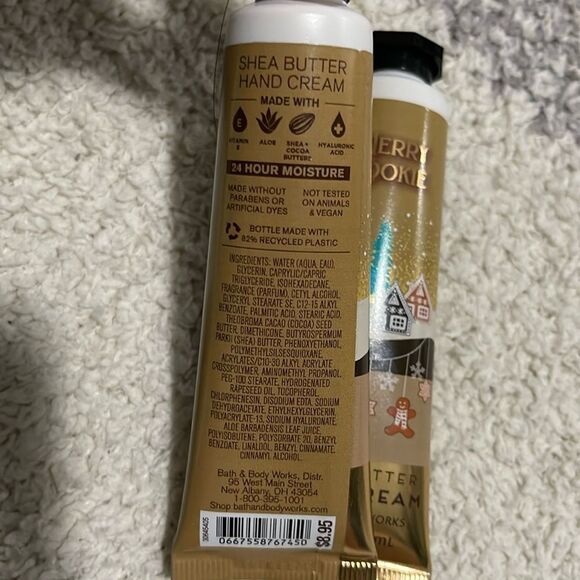 SHEA BUTTER
HAND CREAM
MADE WITH
E
VITAMIN
E
ALOE
SHEA +
COCOA
BUTTER
HYALURONIC
ACID
24 HOUR MOISTURE
MADE WITHOUT
PARABENS OR
ARTIFICIAL DYES
NOT TESTED
ON ANIMALS
& VEGAN
BOTTLE MADE WITH
82% RECYCLED PLASTIC
INGREDIENTS: WATER (AQUA, EAU),
GLYCERIN, CAPRYLIC/CAPRIC
TRIGLYCERIDE, ISOHEXADECANE,
FRAGRANCE (PARFUM), CETYL ALCOHOL,
GLYCERYL STEARATE SE, C12-15 ALKYL
BENZOATE, PALMITIC ACID, STEARIC ACID,
THEOBROMA CACAO (COCOA) SEED
BUTTER, DIMETHICONE, BUTYROSPERMUM
PARKII (SHEA) BUTTER, PHENOXYETHANOL,
POLYMETHYLSILSESQUIOXANE,
ACRYLATES/C10-30 ALKYL ACRYLATE
CROSSPOLYMER, AMINOMETHYL PROPANOL,
PEG-100 STEARATE, HYDROGENATED
RAPESEED OIL, TOCOPHEROL,
CHLORPHENESIN, DISODIUM EDTA, SODIUM
DEHYDROACETATE, ETHYLHEXYLGLYCERIN,
POLYACRYLATE-13, SODIUM HYALURONATE,
ALOE BARBADENSIS LEAF JUICE,
POLYISOBUTENE, POLYSORBATE 20, BENZYL
BENZOATE, LINALOOL, BENZYL CINNAMATE,
CINNAMYL ALCOHOL.
Bath & Body Works, Distr.
95 West Main Street
New Albany, OH 43054
1-800-395-1001
Shop bathandbodyworks.com
0667558767450
$8.95
ERRY
OOKIE
TTER
REAM
WORKS
mL